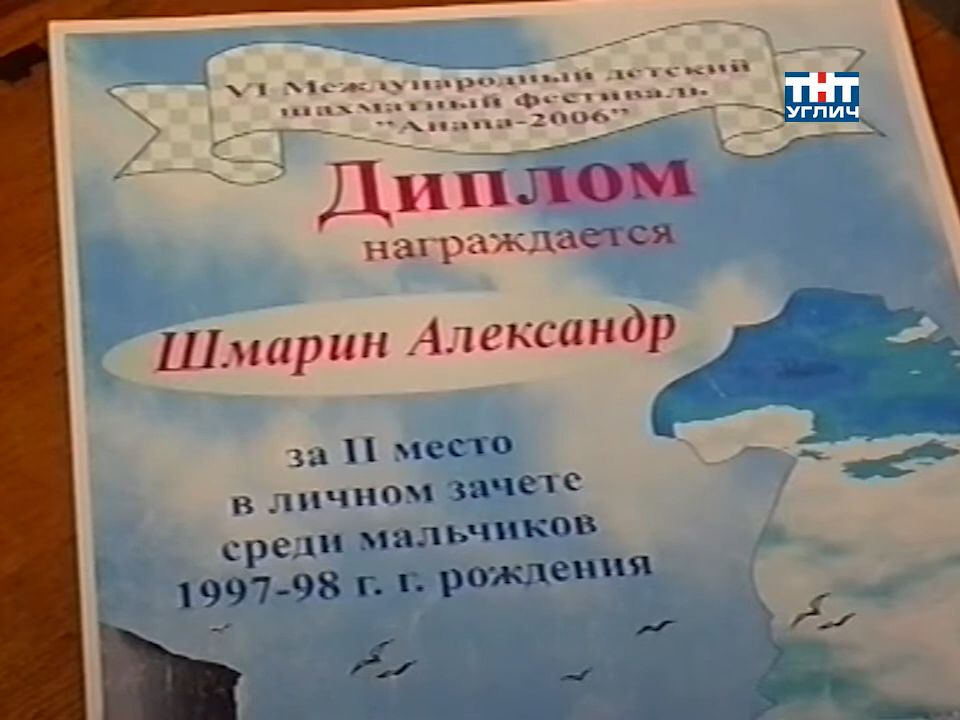 VI Международный детский
шахматный фестиваль
"Анапа-2006"
ТНТ
УГЛИЧ
Диплом
награждается
Шмарин Александр
за II место
в личном зачете
среди мальчиков
1997-98 г. г. рождения